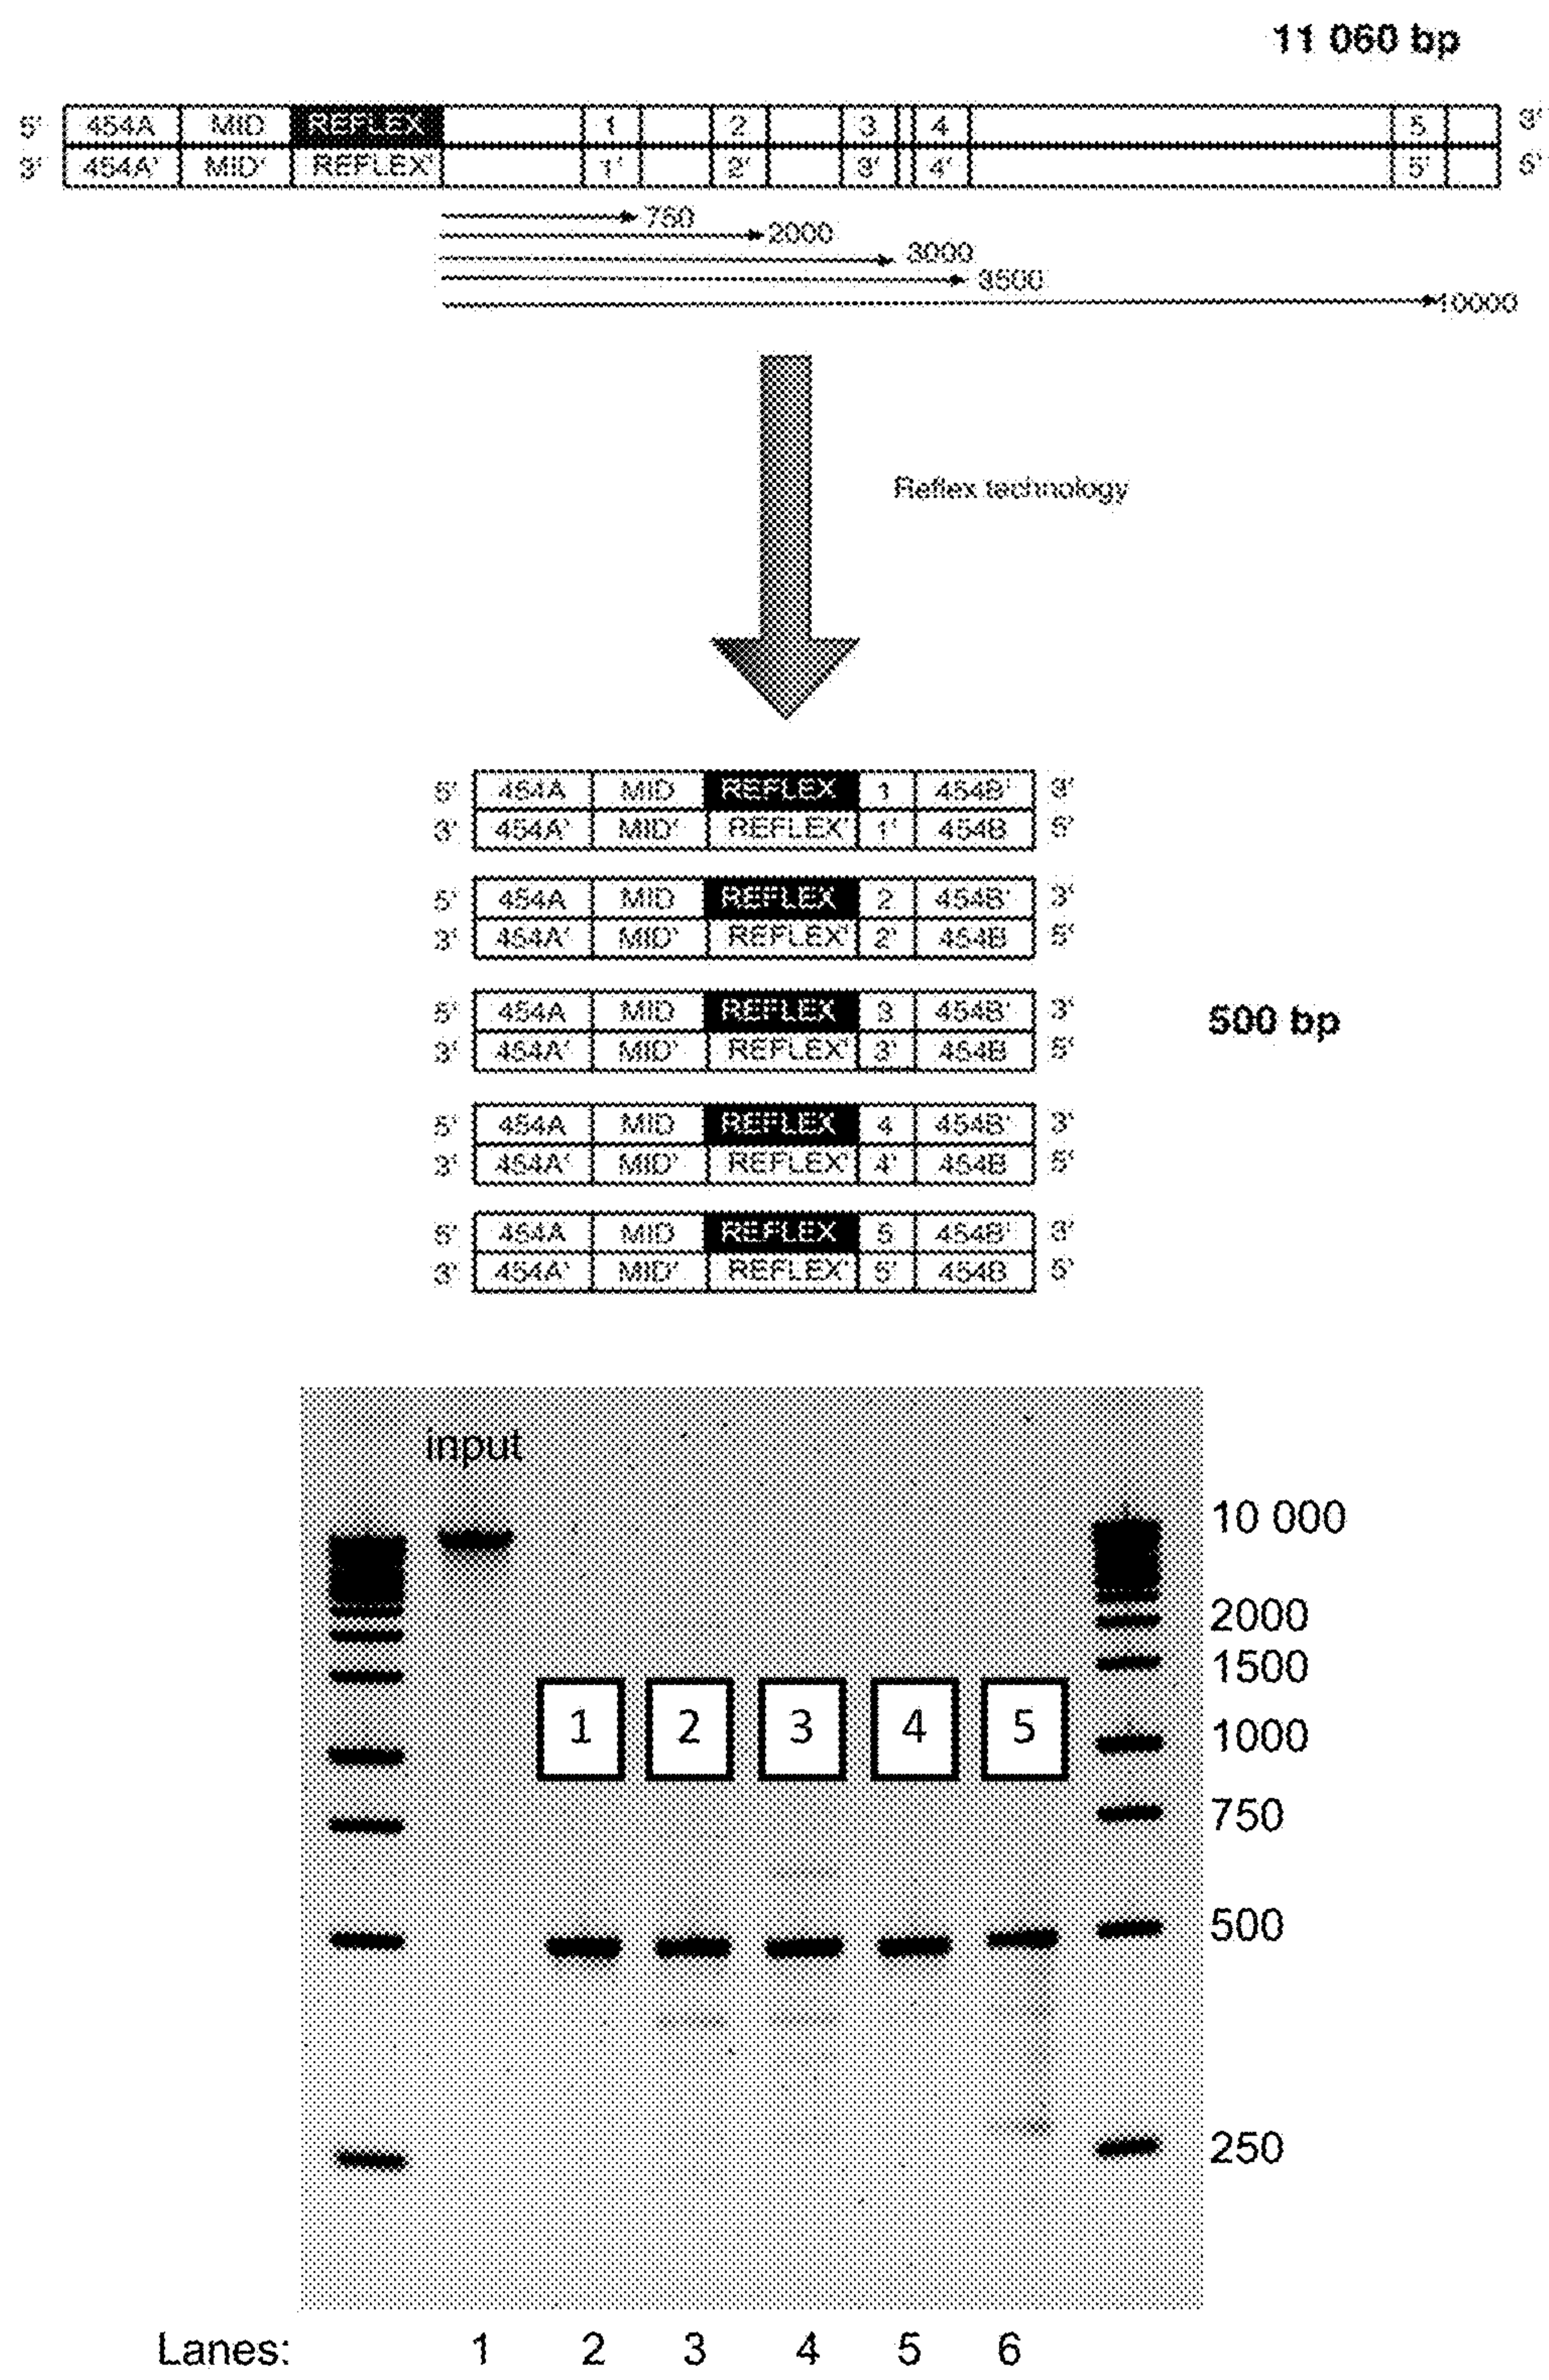 11 060 bp
5' 454A MID REFLEX 1 2 3 4 5 3'
3' 454A' MID' REFLEX' 1' 2' 3' 4' 5' 5'
750
2000
3000
3500
10000
Reflex technology
5' 454A MID REFLEX 1 454B' 3'
3' 454A' MID' REFLEX' 1' 454B 5'
5' 454A MID REFLEX 2 454B' 3'
3' 454A' MID' REFLEX' 2' 454B 5'
5' 454A MID REFLEX 3 454B' 3'
500 bp
3' 454A' MID' REFLEX' 3' 454B 5'
5' 454A MID REFLEX 4 454B' 3'
3' 454A' MID' REFLEX' 4' 454B 5'
5' 454A MID REFLEX 5 454B' 3'
3' 454A' MID' REFLEX' 5' 454B 5'
input
10 000
2000
1500
1 2 3 4 5
1000
750
500
250
Lanes: 1 2 3 4 5 6